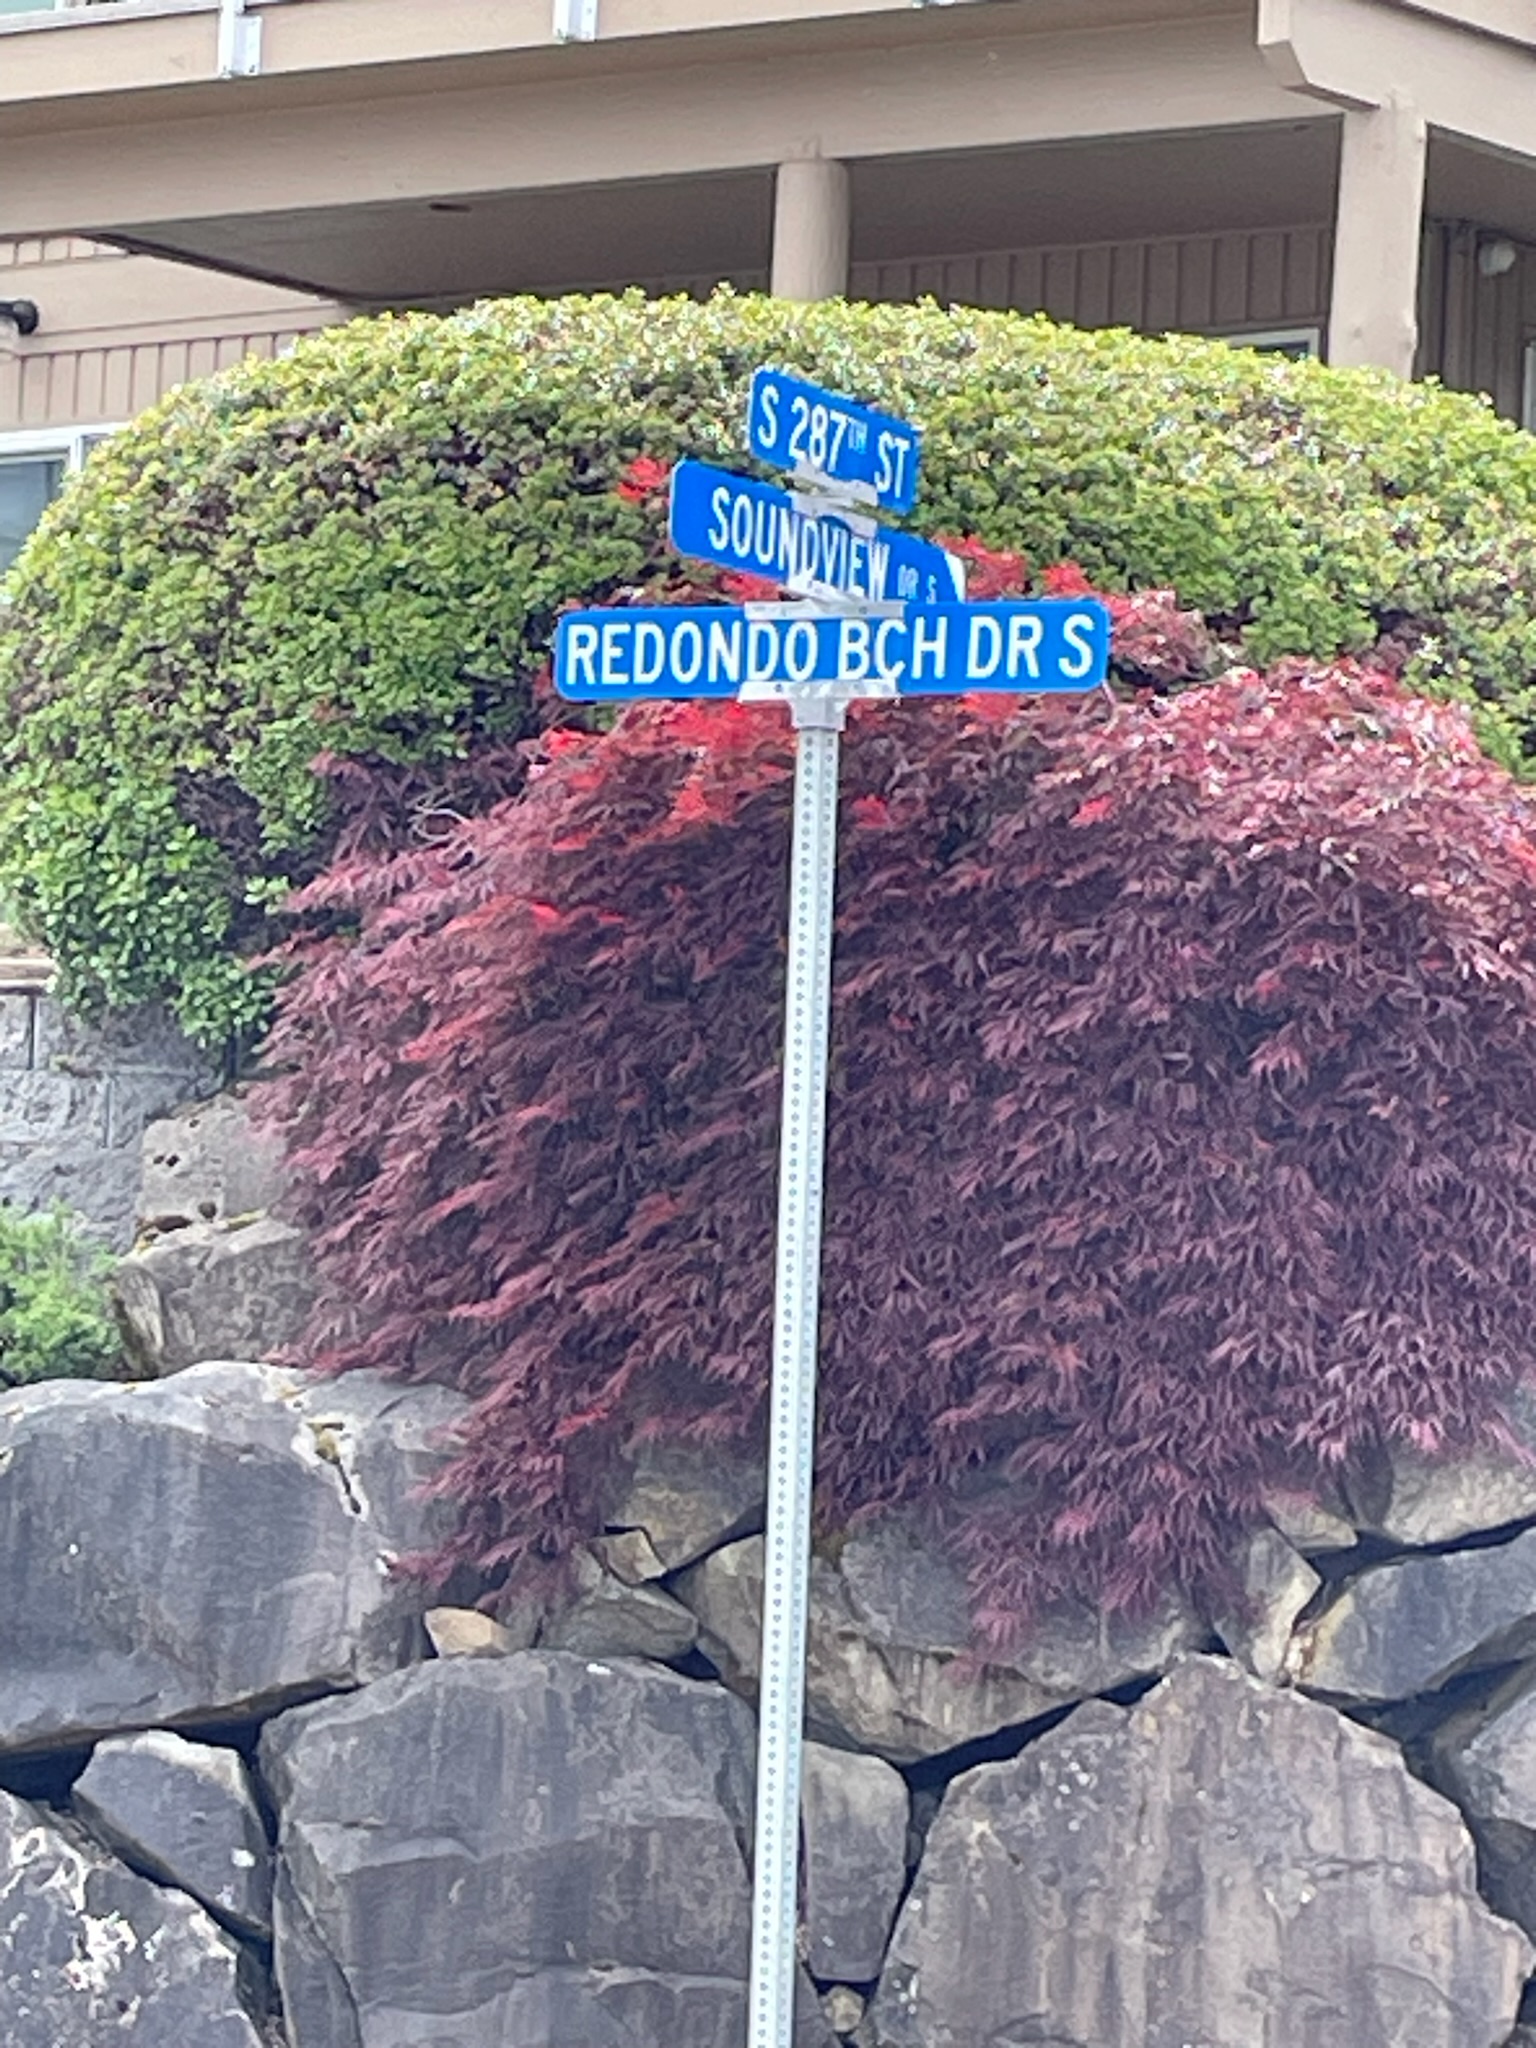 S 287TH ST
SOUNDVIEW DR S
REDONDO BCH DR S